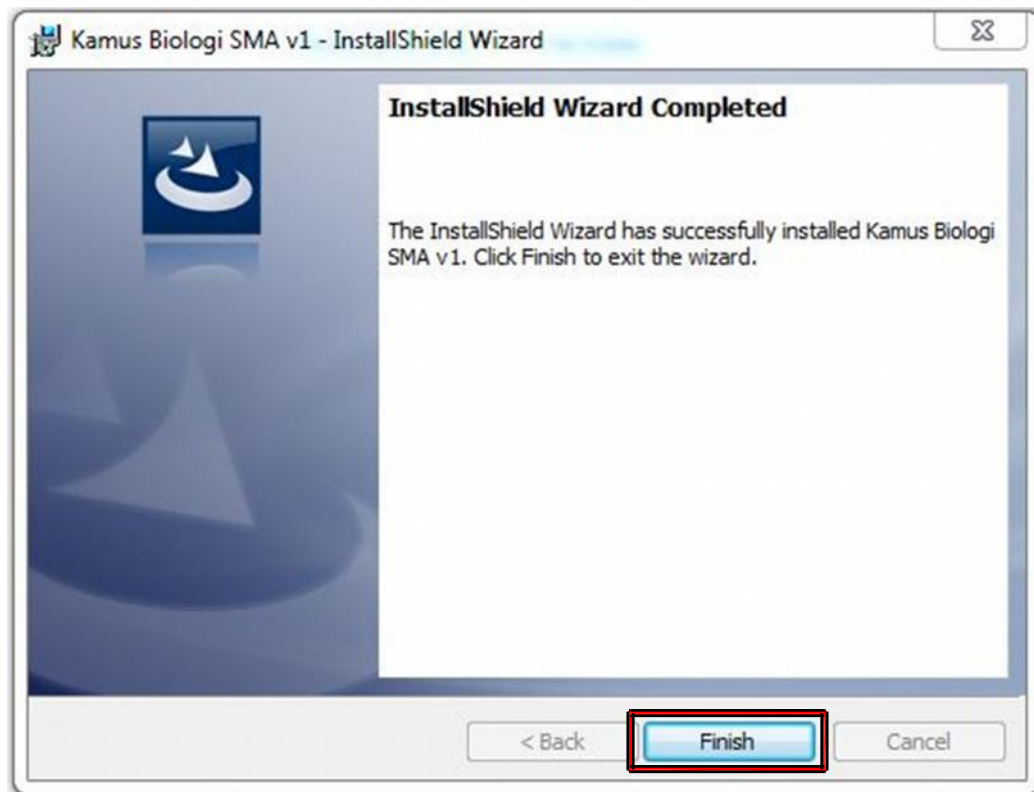 Kamus Biologi SMA v1 - InstallShield Wizard
InstallShield Wizard Completed
The InstallShield Wizard has successfully installed Kamus Biologi
SMA v1. Click Finish to exit the wizard.
< Back Finish Cancel